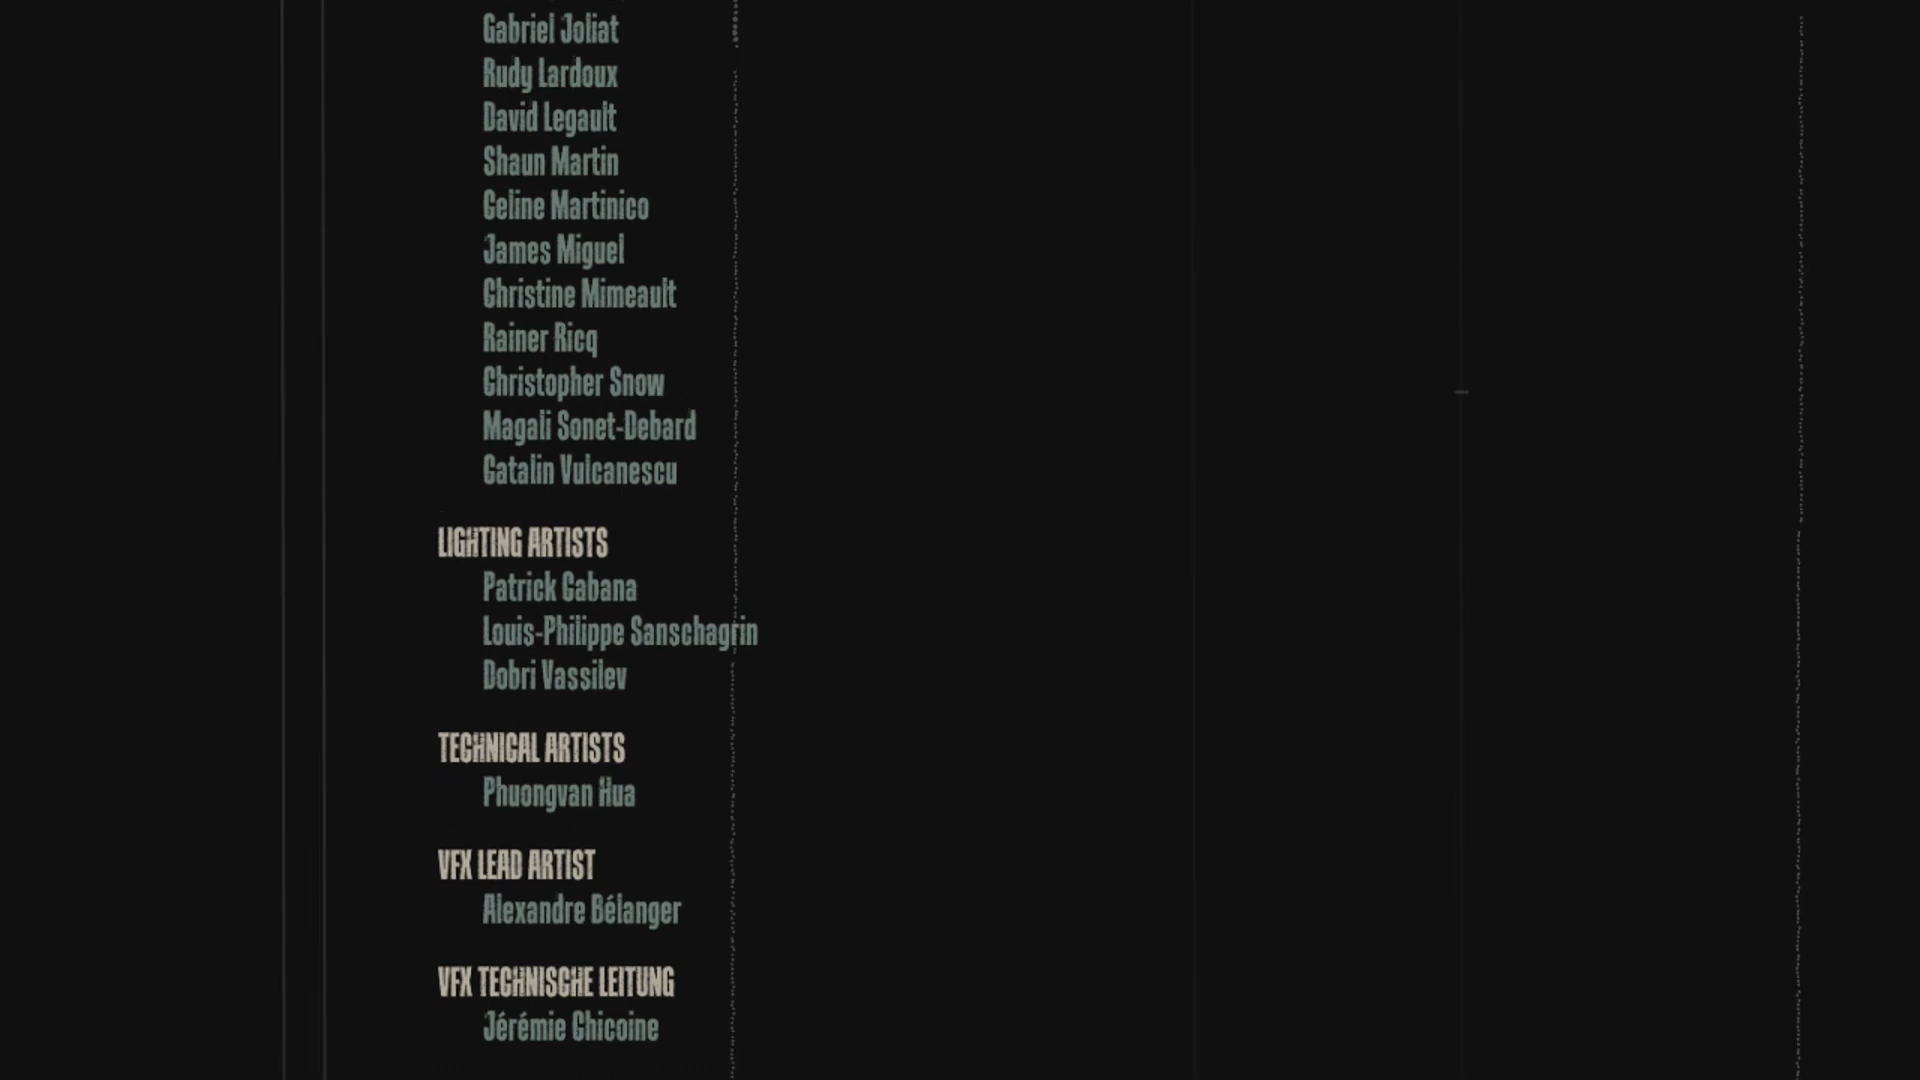 Gabriel Joliat
Rudy Lardoux
David Legault
Shaun Martin
Celine Martinico
James Miguel
Christine Mimeault
Rainer Ricq
Christopher Snow
Magali Sonet-Debard
Catalin Vulcanescu
LIGHTING ARTISTS
Patrick Cabana
Louis-Philippe Sanschagrin
Dobri Vassilev
TECHNICAL ARTISTS
Phuongvan Hua
VFX LEAD ARTIST
Alexandre Bélanger
VFX TECHNISCHE LEITUNG
Jérémie Chicoine